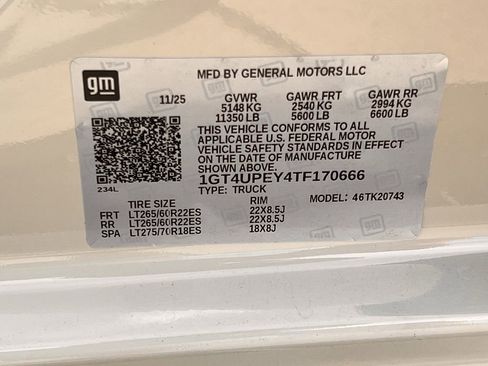 gm
MFD BY GENERAL MOTORS LLC
11/25 GVWR GAWR FRT GAWR RR
5148 KG 2540 KG 2994 KG
11350 LB 5600 LB 6600 LB
THIS VEHICLE CONFORMS TO ALL
APPLICABLE U.S. FEDERAL MOTOR
VEHICLE SAFETY STANDARDS IN EFFECT
ON THE DATE OF MANUFACTURE
SHOWN ABOVE.
1GT4UPEY4TF170666
234L TYPE: TRUCK MODEL: 46TK20743
TIRE SIZE RIM
FRT LT265/60R22ES 22X8.5J
RR LT265/60R22ES 22X8.5J
SPA LT275/70R18ES 18X8J